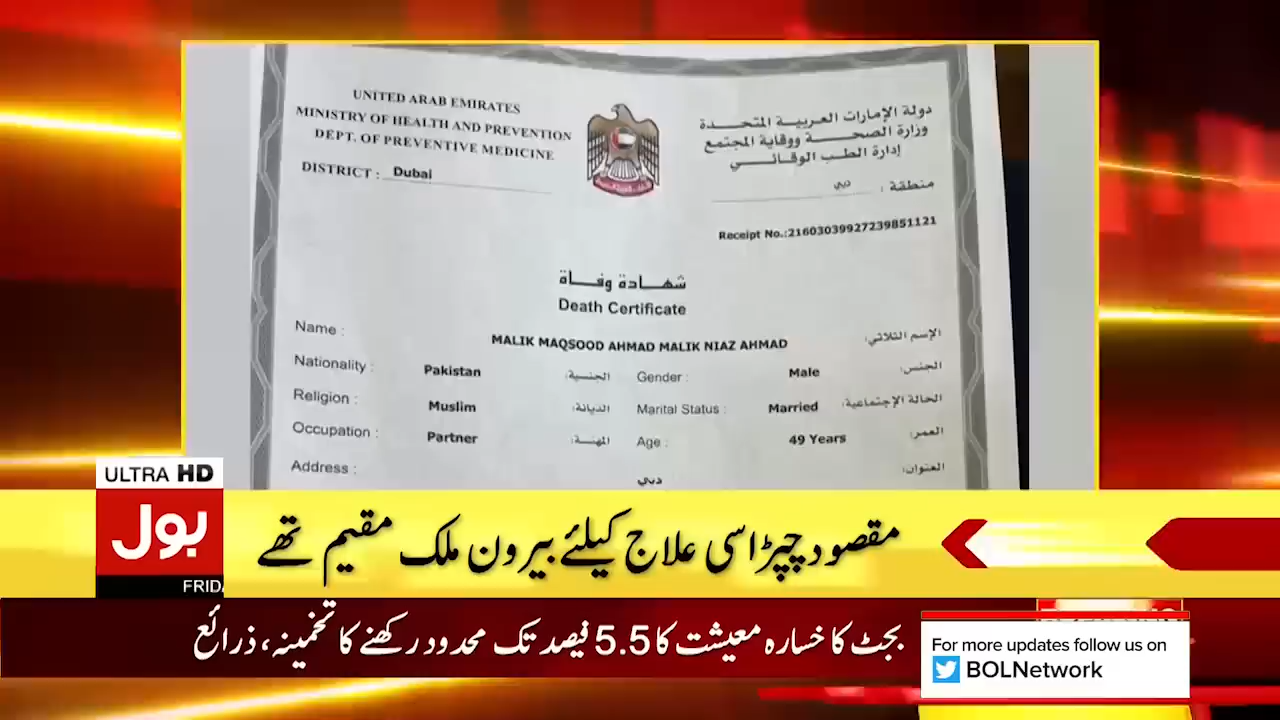 UNITED ARAB EMIRATES
MINISTRY OF HEALTH AND PREVENTION
DEPT. OF PREVENTIVE MEDICINE
DISTRICT : Dubai
دولة الإمارات العربية المتحدة
وزارة الصحة ووقاية المجتمع
إدارة الطب الوقائي
منطقة : دبي
Receipt No.:21603039927239851121
شهادة وفاة
Death Certificate
Name : MALIK MAQSOOD AHMAD MALIK NIAZ AHMAD الإسم الثلاثي:
Nationality : Pakistan الجنسية: Gender : Male الجنس:
Religion : Muslim الديانة: Marital Status : Married الحالة الإجتماعية:
Occupation : Partner المهنة: Age : 49 Years العمر:
Address : دبي العنوان:
ULTRA HD
بول
FRID
مقصود چپڑاسی علاج کیلئے بیرون ملک مقیم تھے
بجٹ کا خسارہ معیشت کا 5.5 فیصد تک محدود رکھنے کا تخمینہ، ذرائع
For more updates follow us on
BOLNetwork